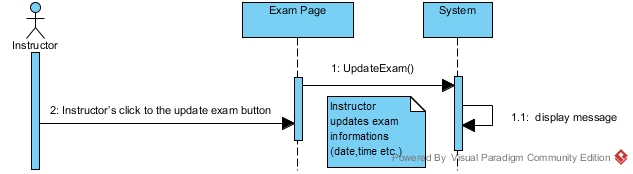 Exam Page
System
Instructor
1: UpdateExam()
2: Instructor's click to the update exam button
Instructor
updates exam
informations
(date,time etc.)
1.1: display message
Powered By Visual Paradigm Community Edition